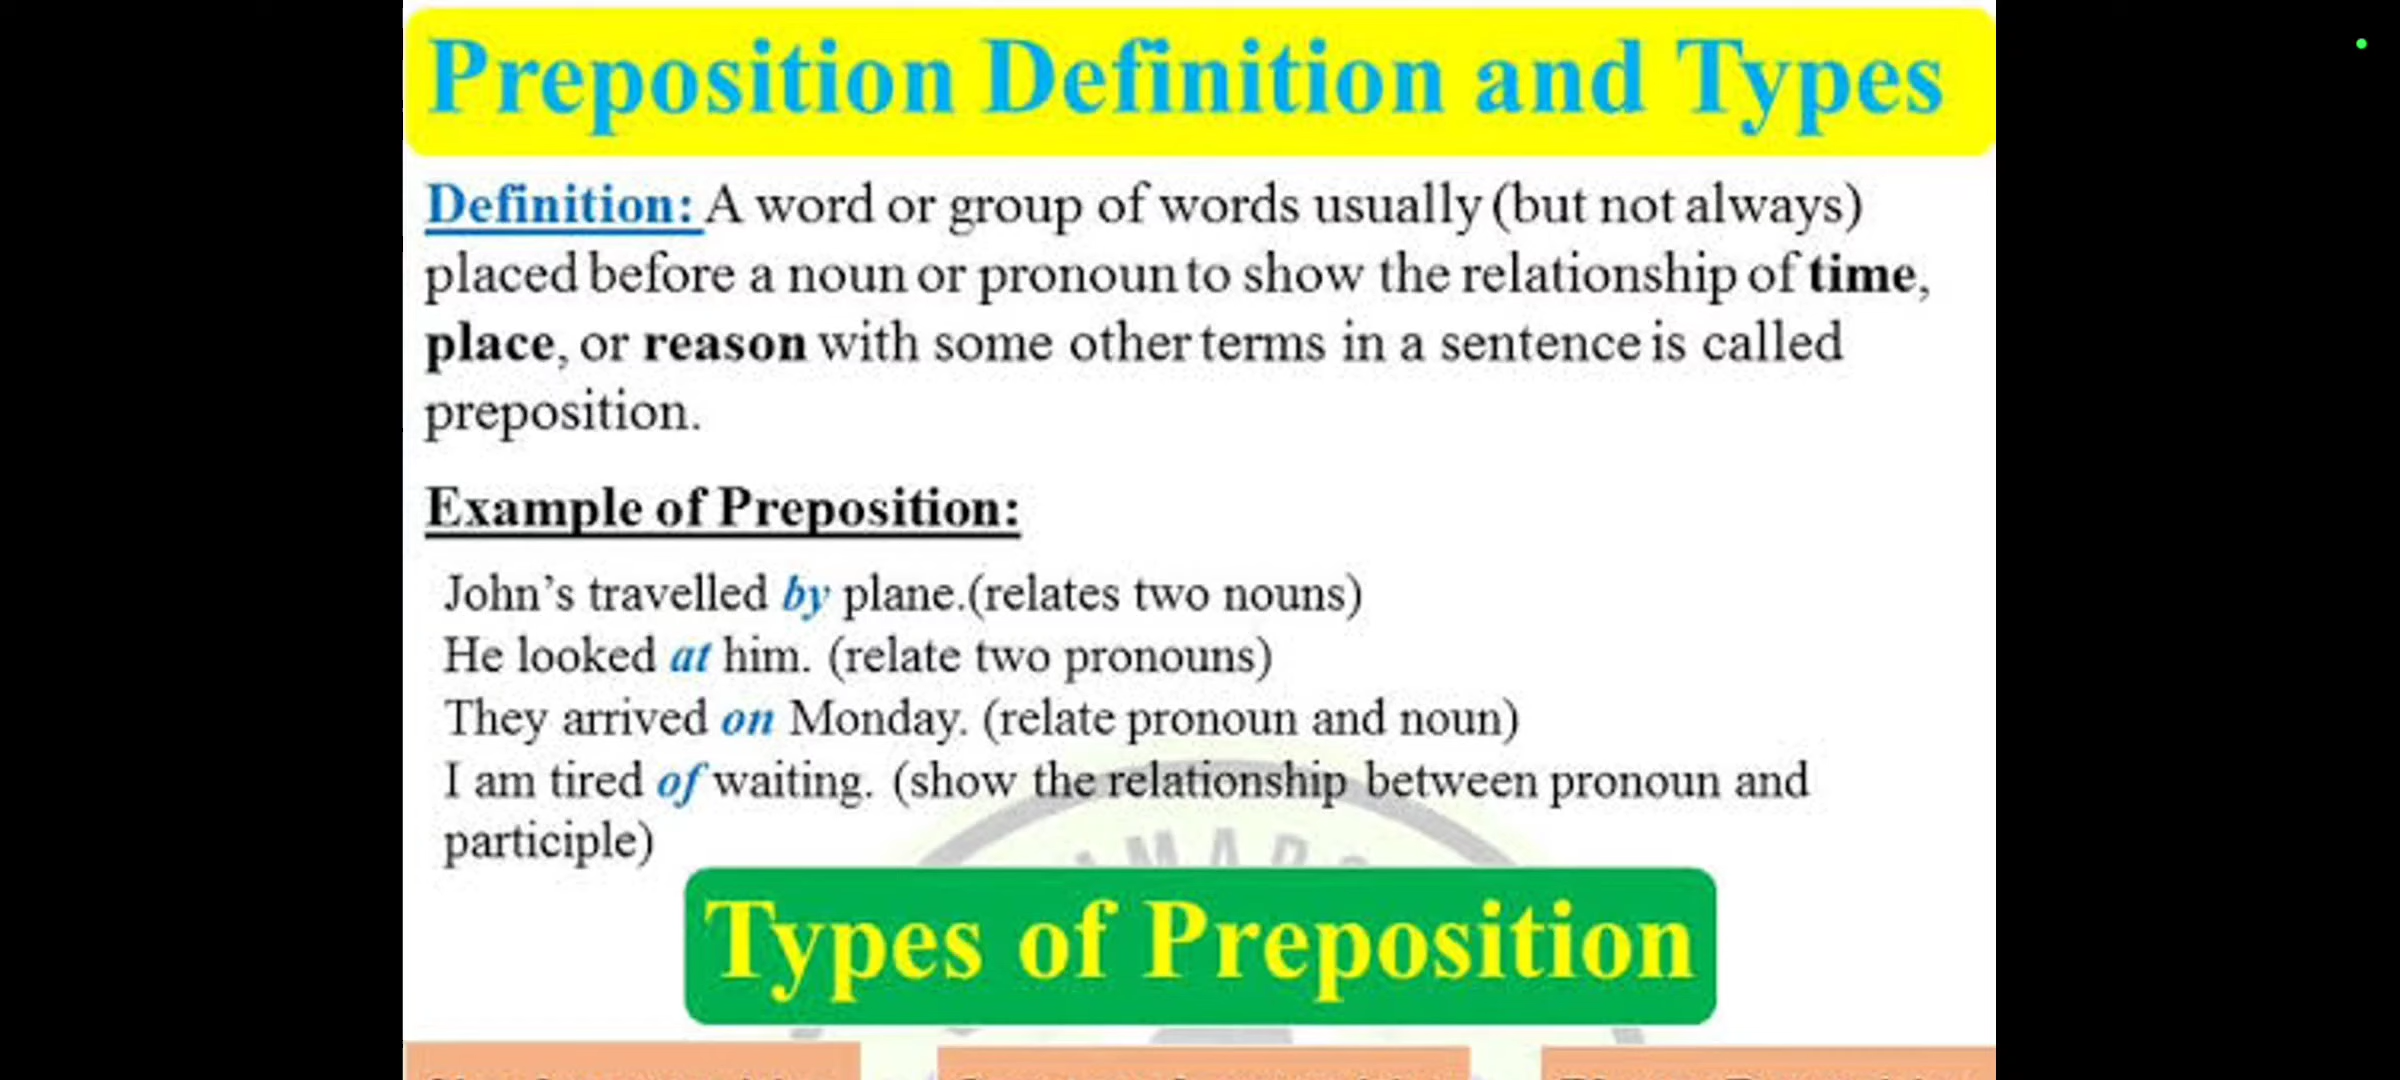 Preposition Definition and Types
Definition: A word or group of words usually (but not always)
placed before a noun or pronoun to show the relationship of time,
place, or reason with some other terms in a sentence is called
preposition.
Example of Preposition:
John’s travelled by plane.(relates two nouns)
He looked at him. (relate two pronouns)
They arrived on Monday. (relate pronoun and noun)
I am tired of waiting. (show the relationship between pronoun and
participle)
Types of Preposition